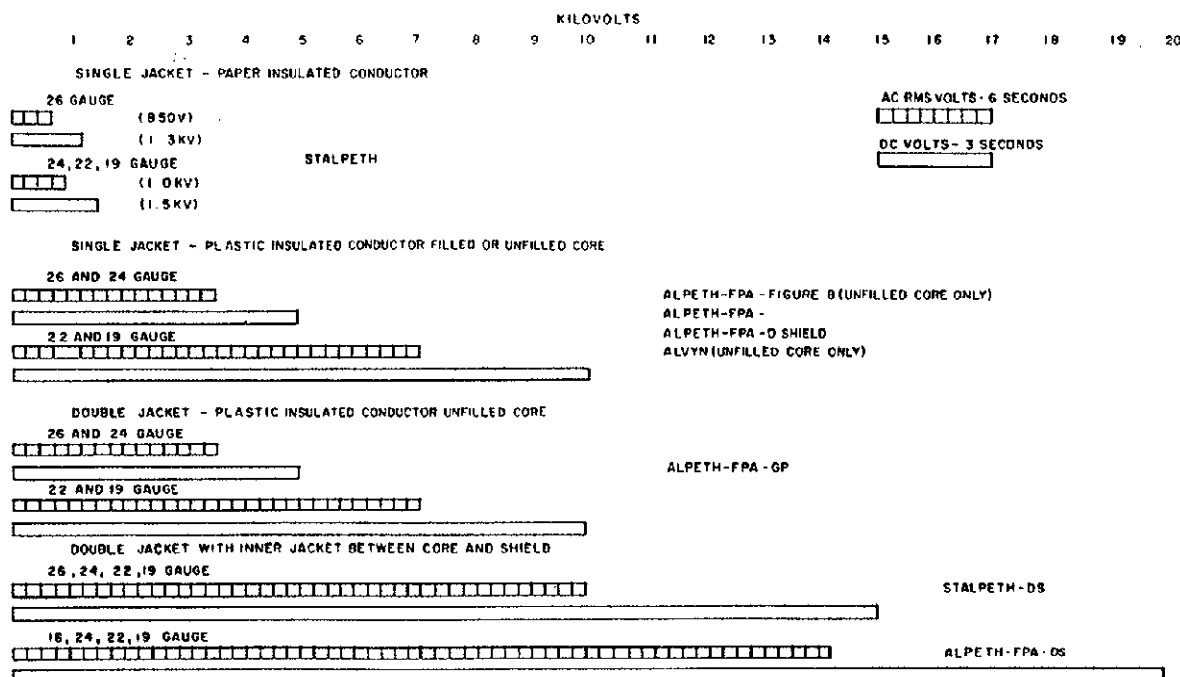 KILOVOLTS
1 2 3 4 5 6 7 8 9 10 11 12 13 14 15 16 17 18 19 20
SINGLE JACKET - PAPER INSULATED CONDUCTOR
26 GAUGE
(850V)
(1 3KV)
24, 22, 19 GAUGE
(1 0KV)
(1.5KV)
STALPETH
AC RMS VOLTS - 6 SECONDS
DC VOLTS - 3 SECONDS
SINGLE JACKET - PLASTIC INSULATED CONDUCTOR FILLED OR UNFILLED CORE
26 AND 24 GAUGE
22 AND 19 GAUGE
ALPETH-FPA - FIGURE 8 (UNFILLED CORE ONLY)
ALPETH-FPA -
ALPETH-FPA - D SHIELD
ALVYN (UNFILLED CORE ONLY)
DOUBLE JACKET - PLASTIC INSULATED CONDUCTOR UNFILLED CORE
26 AND 24 GAUGE
ALPETH-FPA-GP
22 AND 19 GAUGE
DOUBLE JACKET WITH INNER JACKET BETWEEN CORE AND SHIELD
26, 24, 22, 19 GAUGE
STALPETH-DS
16, 24, 22, 19 GAUGE
ALPETH-FPA-DS